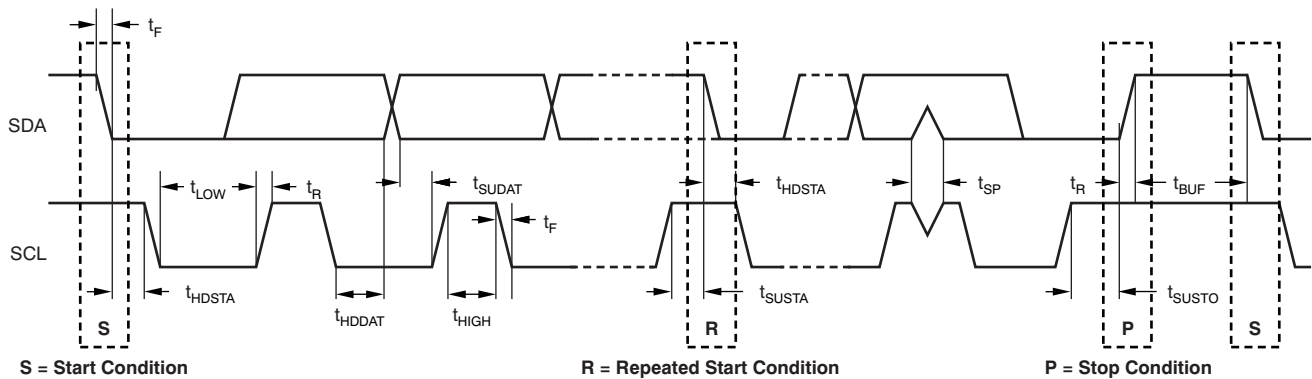 tF
SDA
tLOW
tR
tSUDAT
tHDSTA
tSP
tR
tBUF
tF
SCL
tHDSTA
tHDDAT
tHIGH
tSUSTA
tSUSTO
S
R
P
S
S = Start Condition
R = Repeated Start Condition
P = Stop Condition